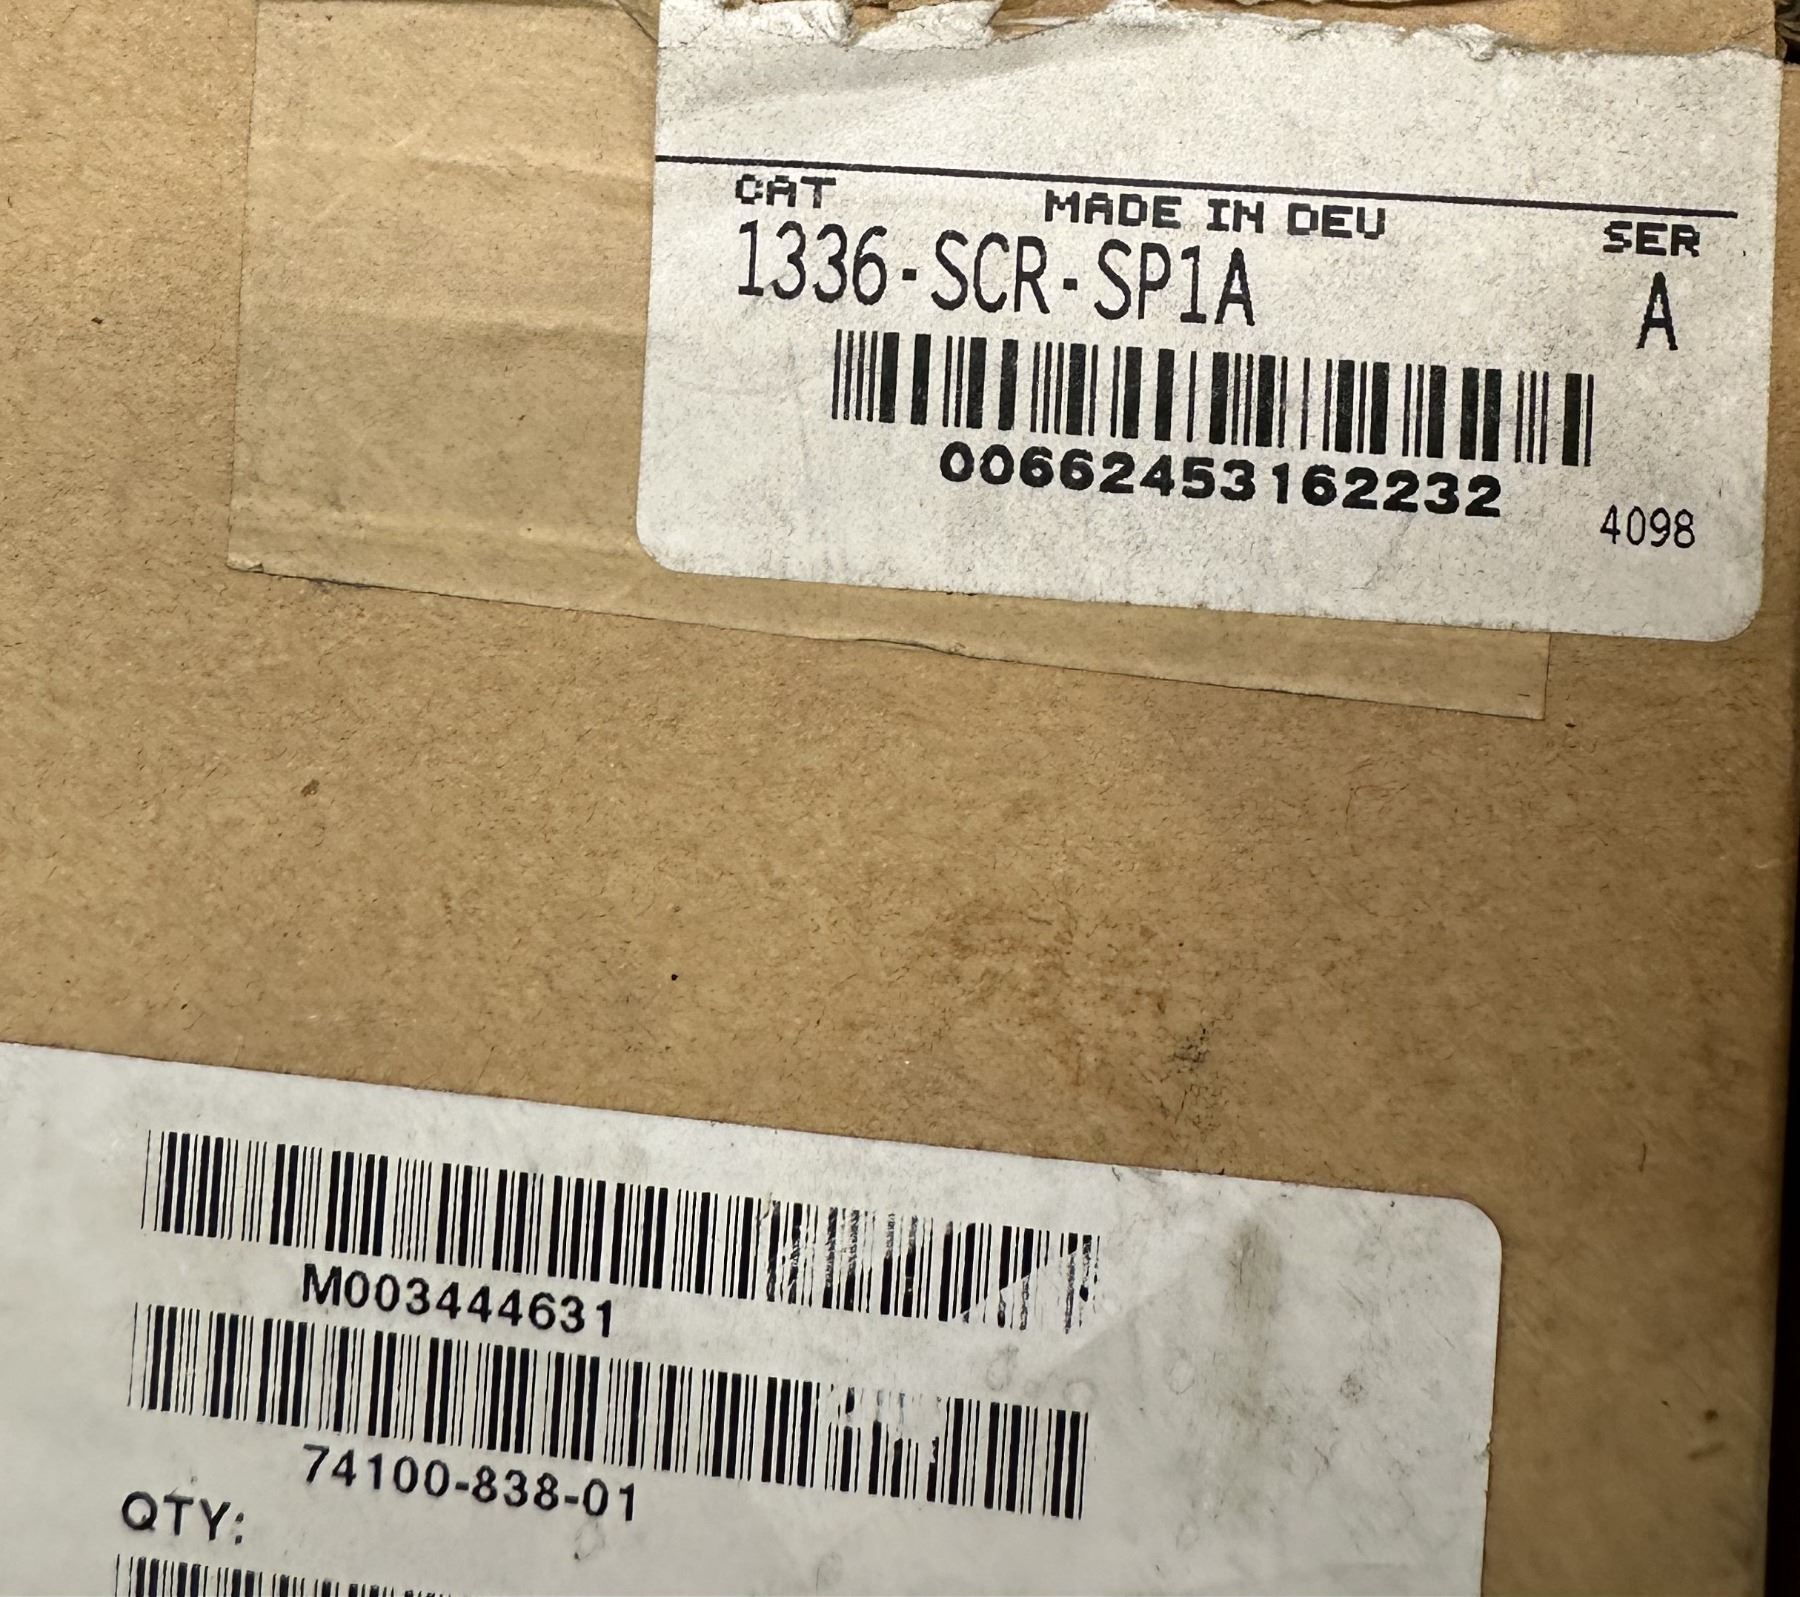 CAT MADE IN DEU SER
1336-SCR-SP1A A
00662453162232
4098
M003444631
74100-838-01
QTY: